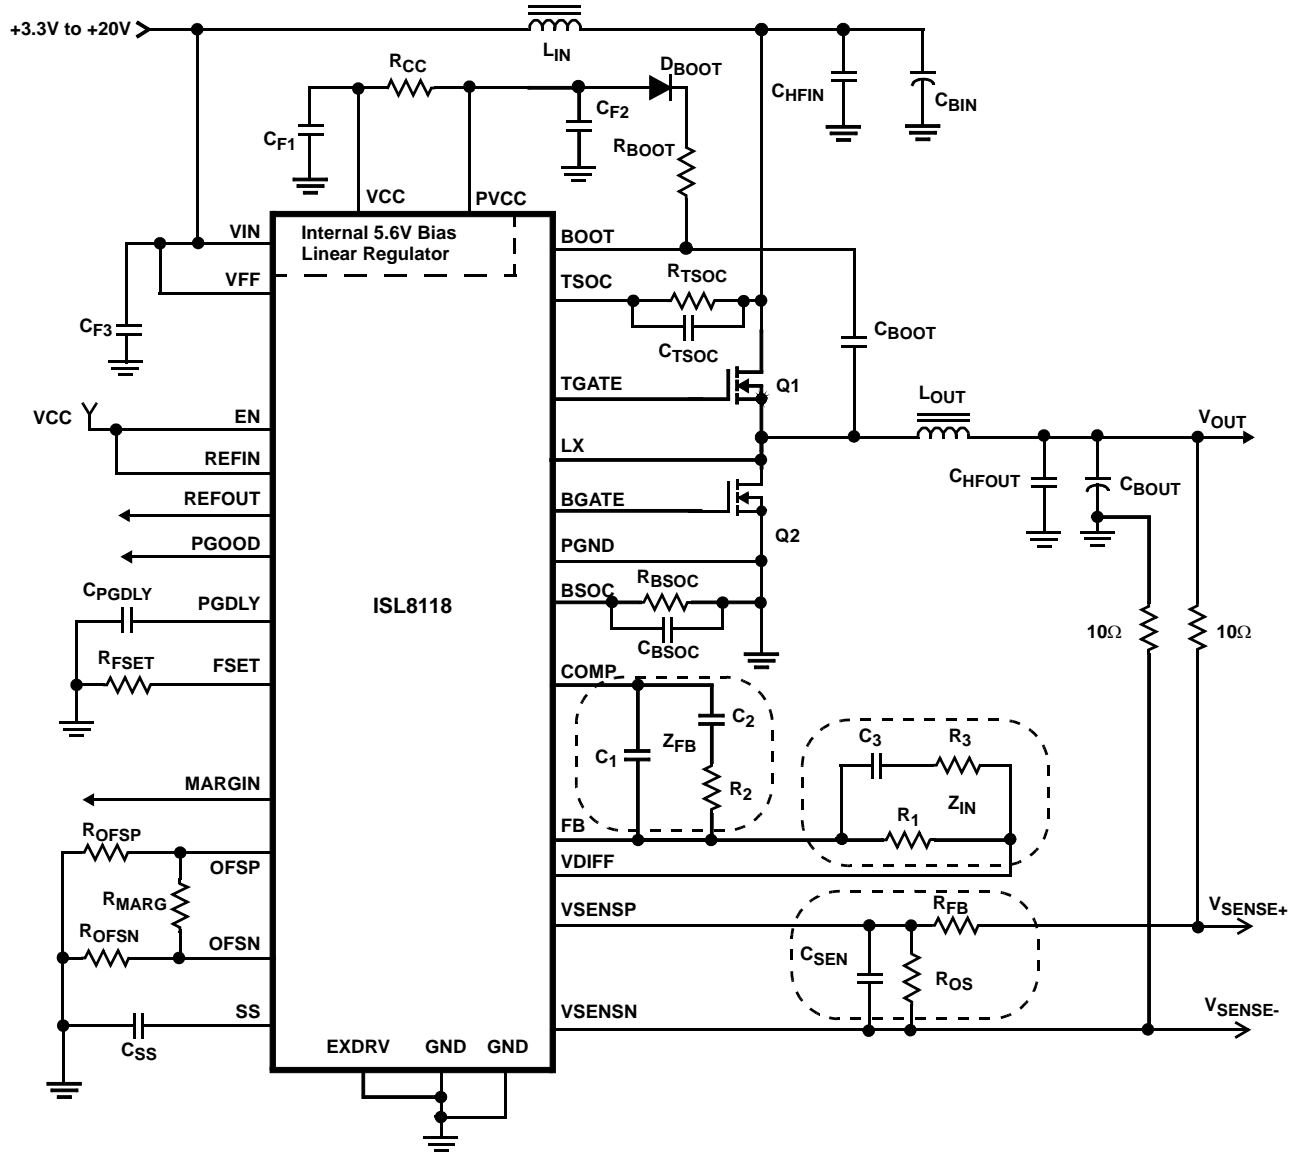 +3.3V to +20V
LIN
RCC
DBOOT
CHFIN
CBIN
CF1
CF2
RBOOT
VCC
PVCC
VIN
Internal 5.6V Bias
Linear Regulator
BOOT
VFF
TSOC
RTSOC
CF3
CTSOC
CBOOT
TGATE
Q1
LOUT
VCC
EN
VOUT
LX
REFIN
CHFOUT
CBOUT
REFOUT
BGATE
Q2
PGOOD
PGND
CPGDLY
PGDLY
ISL8118
BSOC
RBSOC
CBSOC
10Ω
10Ω
RFSET
FSET
COMP
C2
C1
ZFB
R2
C3
R3
ZIN
R1
MARGIN
FB
ROFSP
OFSP
VDIFF
RMARG
VSENSP
RFB
VSENSE+
ROFSN
OFSN
CSEN
ROS
SS
VSENSN
VSENSE-
CSS
EXDRV
GND
GND